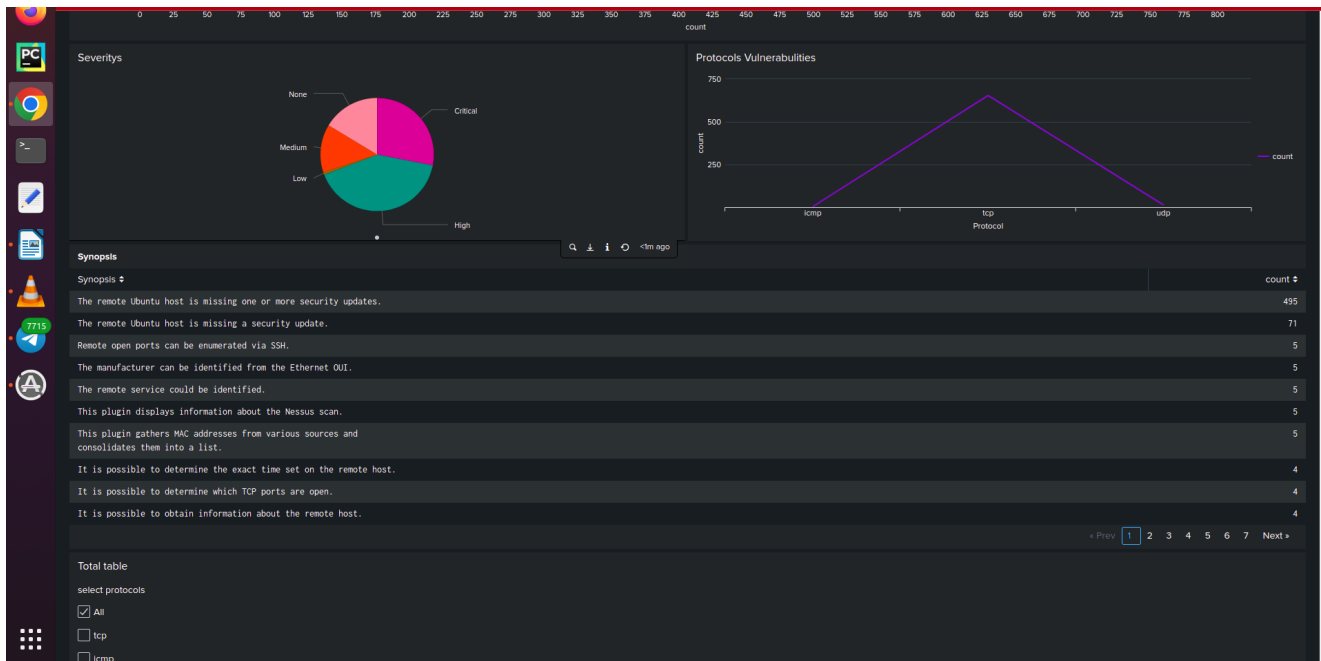 0 25 50 75 100 125 150 175 200 225 250 275 300 325 350 375 400 425 450 475 500 525 550 575 600 625 650 675 700 725 750 775 800
count
PC
Severitys
None
Critical
Medium
Low
High
Protocols Vulnerabulities
750
500
250
count
count
icmp tcp udp
Protocol
<1m ago
7715
Synopsis
Synopsis count
The remote Ubuntu host is missing one or more security updates. 495
The remote Ubuntu host is missing a security update. 71
Remote open ports can be enumerated via SSH. 5
The manufacturer can be identified from the Ethernet OUI. 5
The remote service could be identified. 5
This plugin displays information about the Nessus scan. 5
This plugin gathers MAC addresses from various sources and 5
consolidates them into a list.
It is possible to determine the exact time set on the remote host. 4
It is possible to determine which TCP ports are open. 4
It is possible to obtain information about the remote host. 4
« Prev 1 2 3 4 5 6 7 Next »
Total table
select protocols
All
tcp
icmp